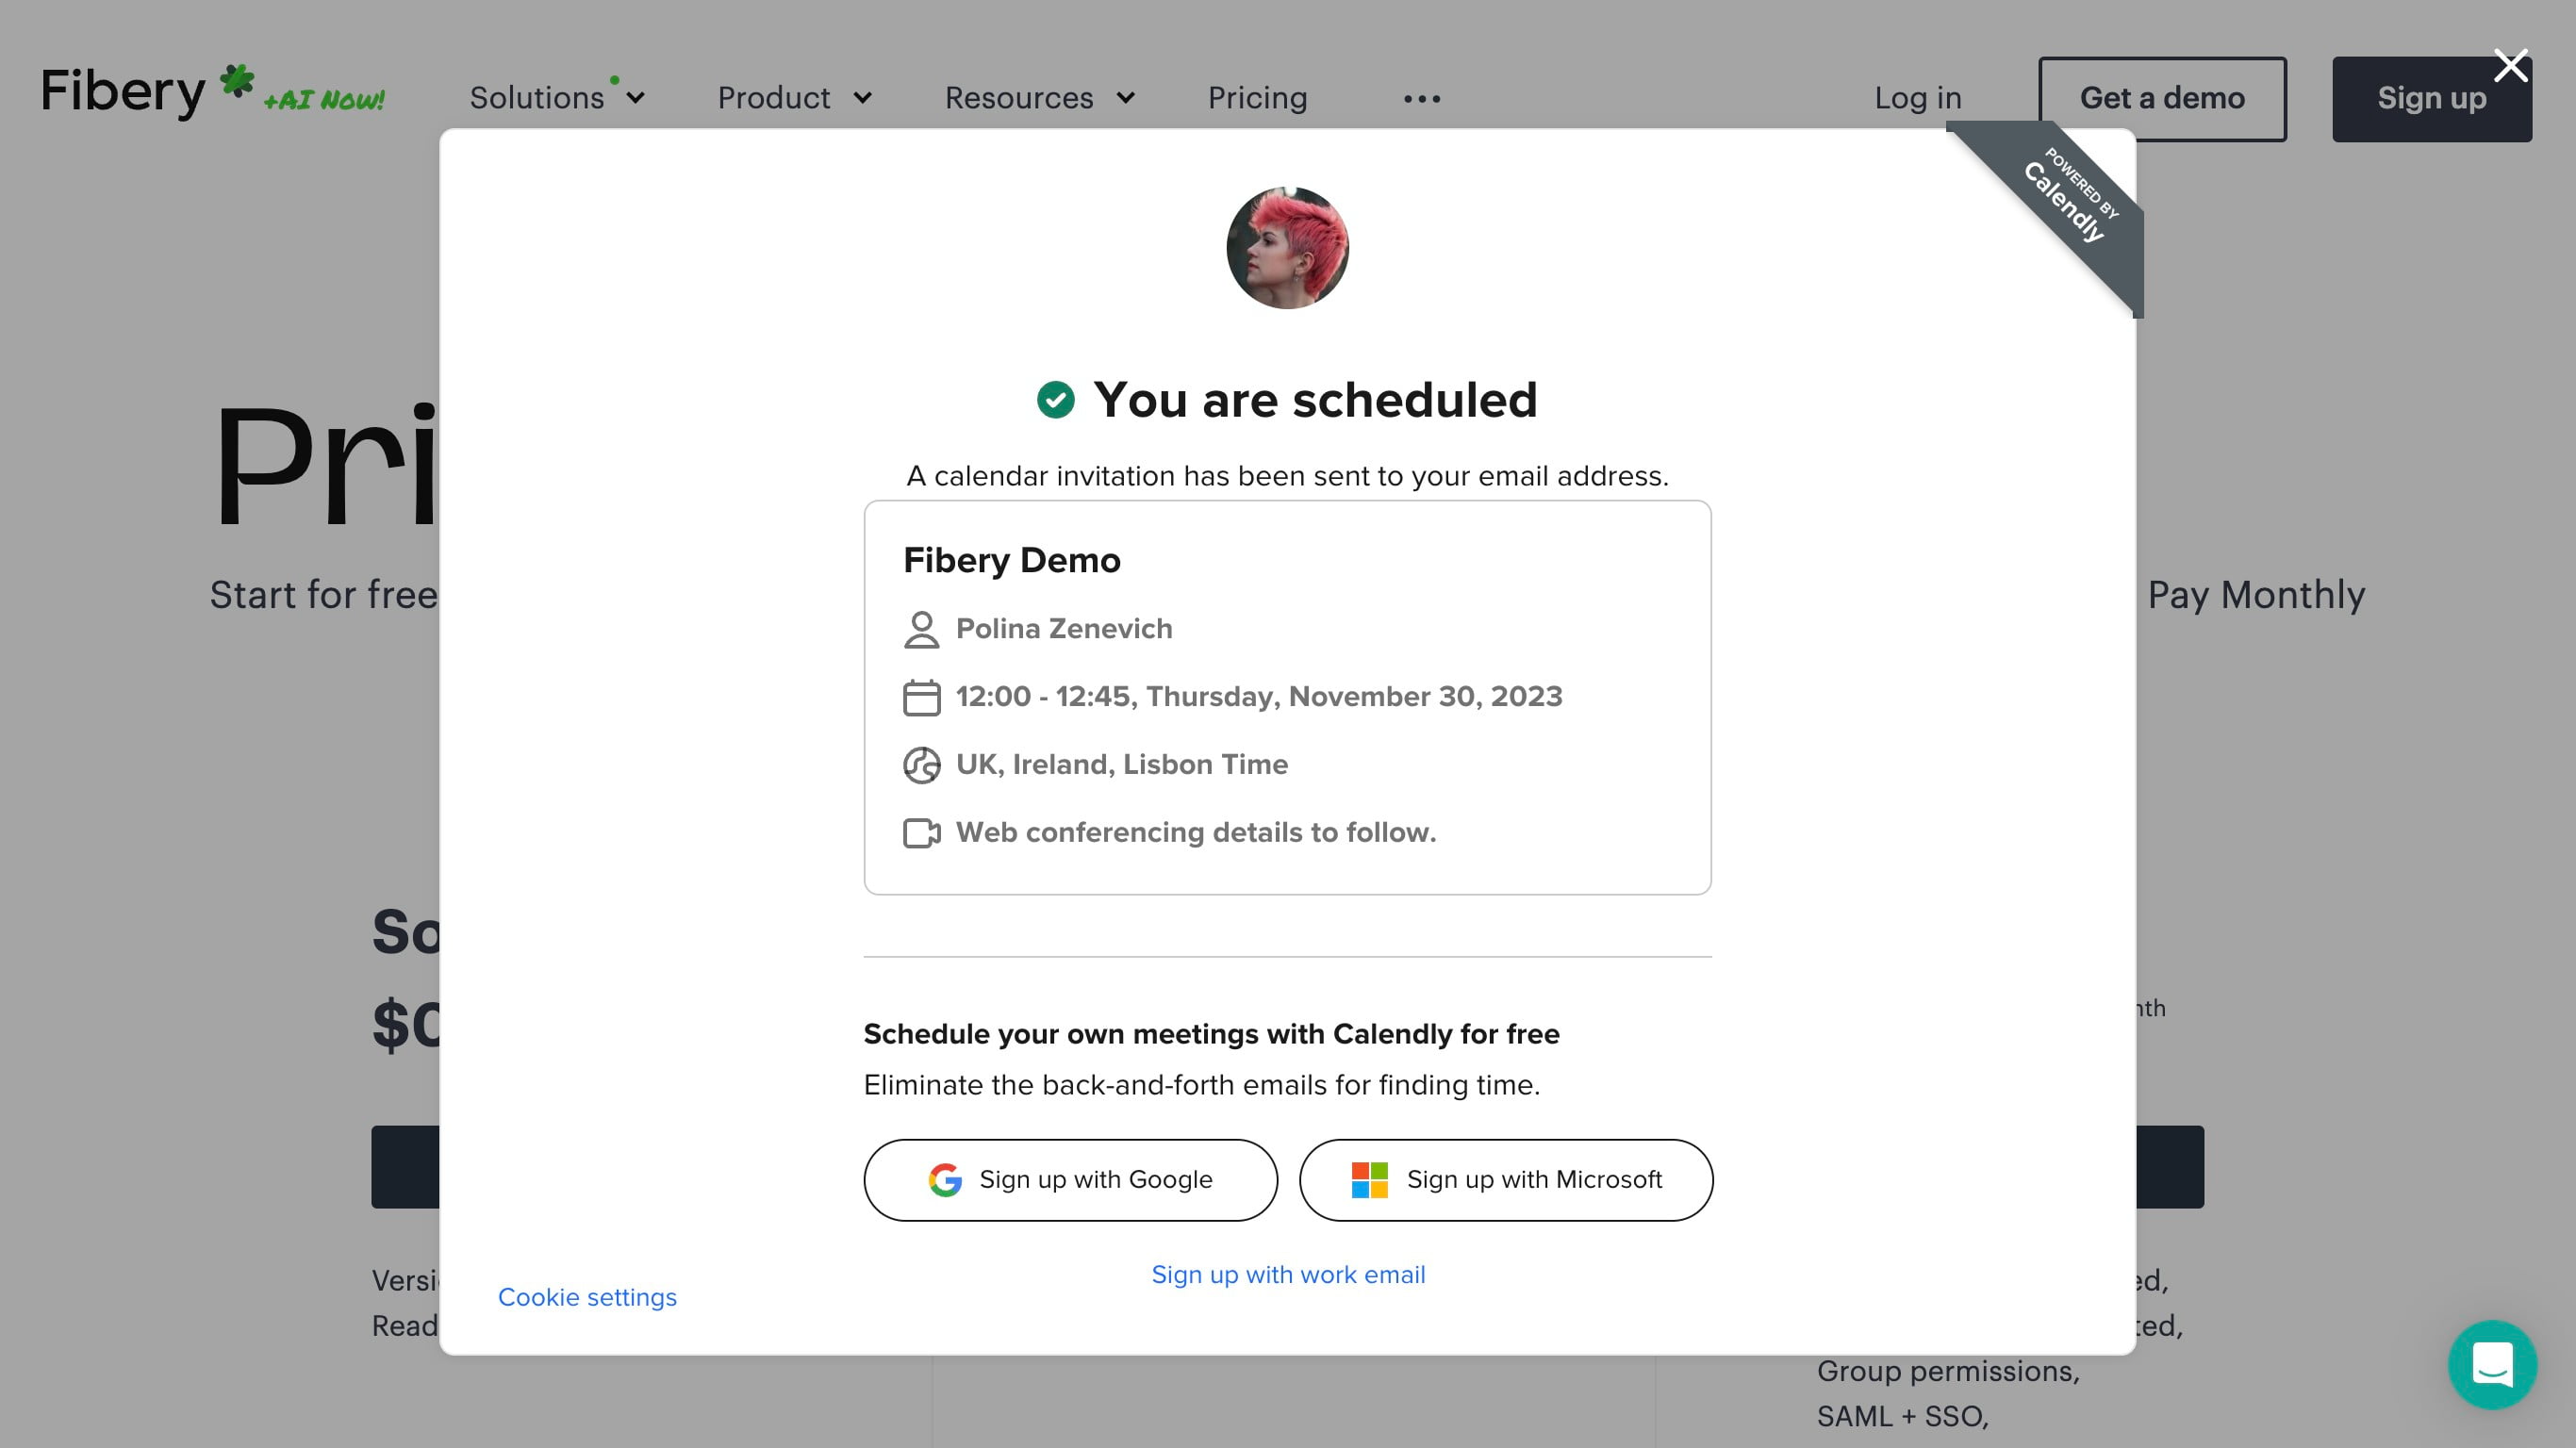 Fibery +AI Now!
Solutions
Product
Resources
Pricing
Log in
Get a demo
Sign up
POWERED BY
Calendly
You are scheduled
A calendar invitation has been sent to your email address.
Fibery Demo
Polina Zenevich
12:00 - 12:45, Thursday, November 30, 2023
UK, Ireland, Lisbon Time
Web conferencing details to follow.
Schedule your own meetings with Calendly for free
Eliminate the back-and-forth emails for finding time.
Sign up with Google
Sign up with Microsoft
Sign up with work email
Cookie settings
Pri
Start for free
Pay Monthly
So
Versi
Read
Group permissions,
SAML + SSO,